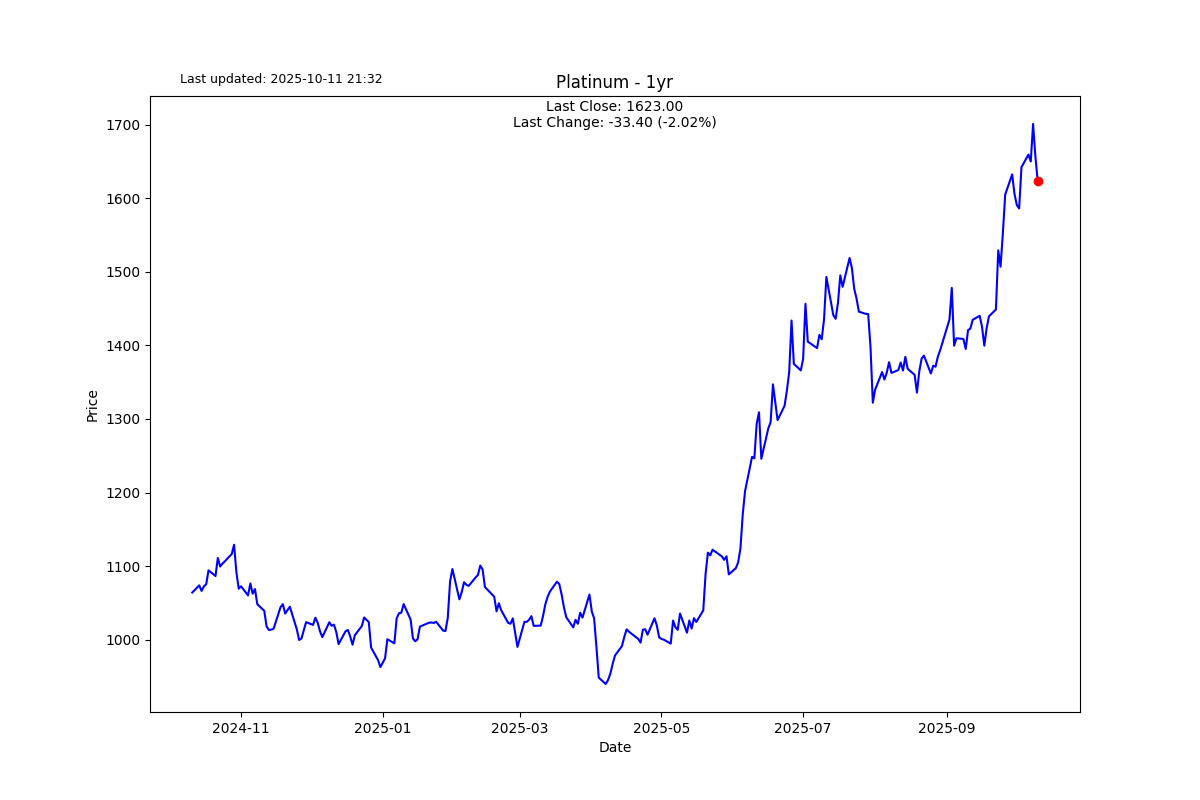 Last updated: 2025-10-11 21:32
Platinum - 1yr
Last Close: 1623.00
Last Change: -33.40 (-2.02%)
1700
1600
1500
1400
1300
1200
1100
1000
Price
2024-11
2025-01
2025-03
2025-05
2025-07
2025-09
Date